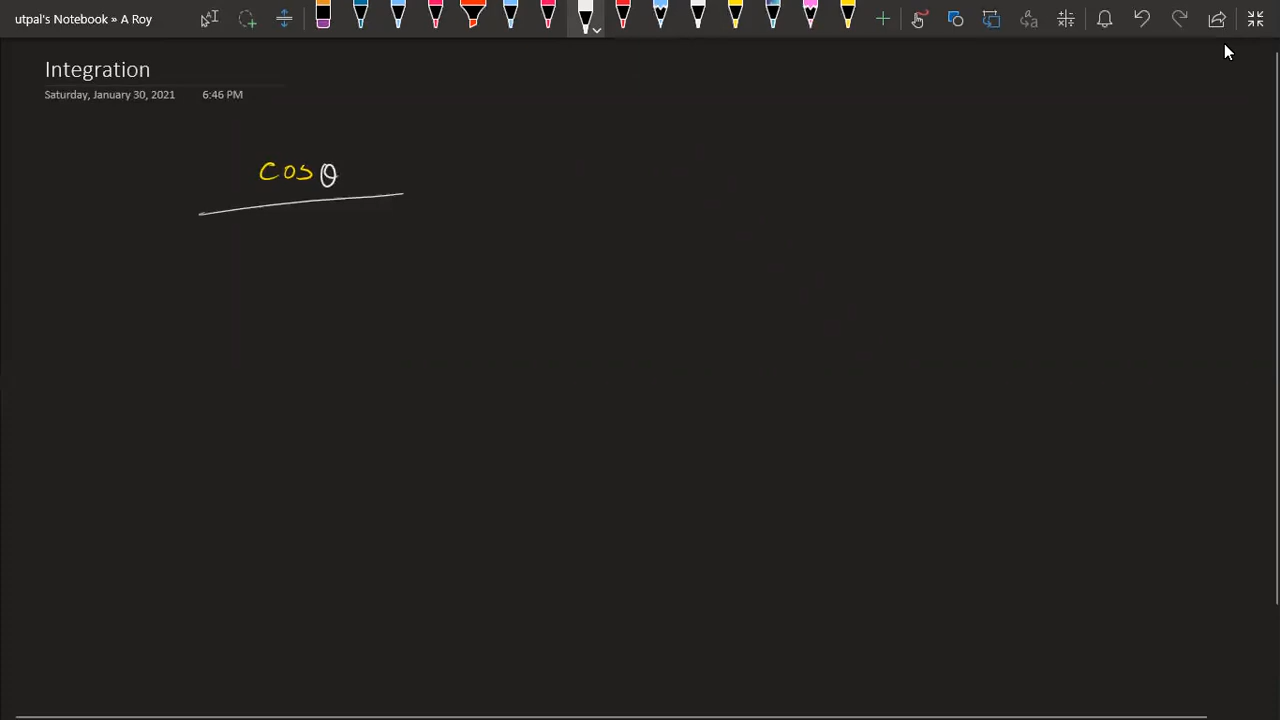 utpal's Notebook » A Roy
Integration
Saturday, January 30, 2021 6:46 PM
cos θ